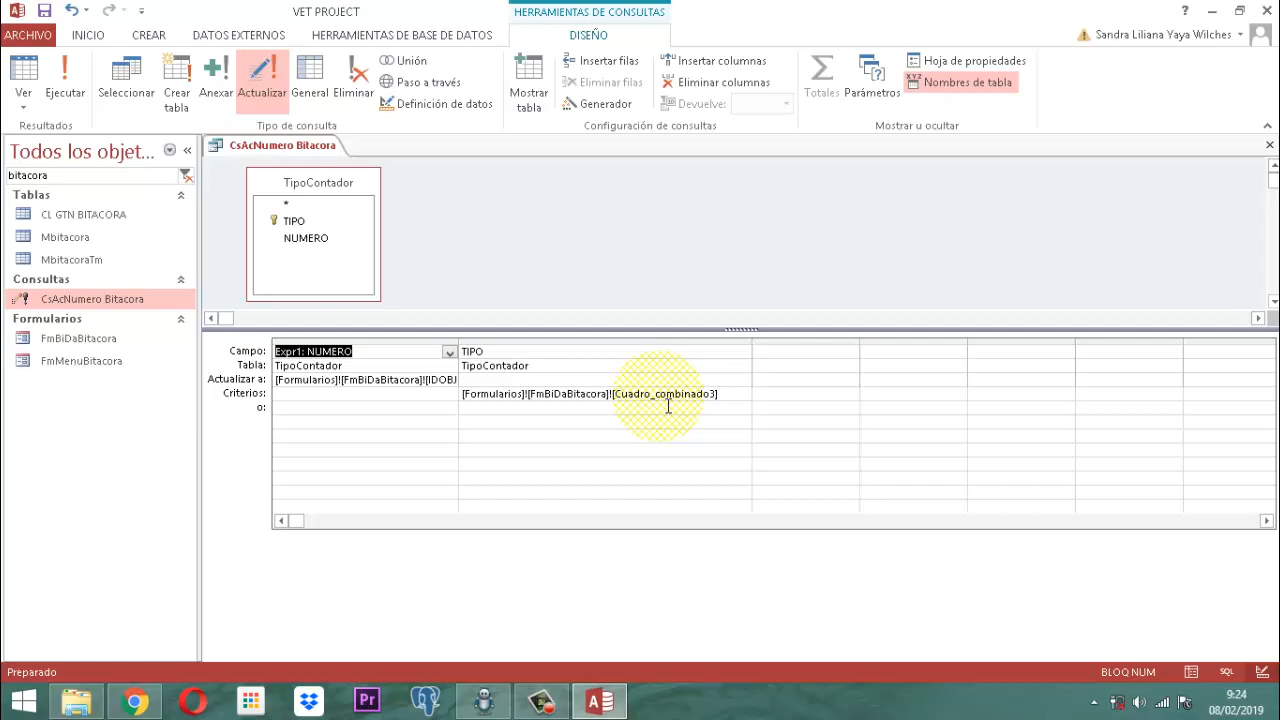 VET PROJECT
HERRAMIENTAS DE CONSULTAS
?
ARCHIVO INICIO CREAR DATOS EXTERNOS HERRAMIENTAS DE BASE DE DATOS DISEÑO Sandra Liliana Yaya Wilches
Ver
Ejecutar
Resultados
Seleccionar
Crear tabla
Anexar
Actualizar
General
Eliminar
Unión
Paso a través
Definición de datos
Tipo de consulta
Mostrar tabla
Insertar filas
Eliminar filas
Generador
Insertar columnas
Eliminar columnas
Devuelve:
Configuración de consultas
Totales
Parámetros
Hoja de propiedades
Nombres de tabla
Mostrar u ocultar
Todos los objet...
bitacora
Tablas
CL GTN BITACORA
Mbitacora
MbitacoraTm
Consultas
CsAcNumero Bitacora
Formularios
FmBiDaBitacora
FmMenuBitacora
CsAcNumero Bitacora
TipoContador
*
TIPO
NUMERO
Campo: Expr1: NUMERO TIPO
Tabla: TipoContador TipoContador
Actualizar a: [Formularios]![FmBiDaBitacora]![IDOBJ
Criterios: [Formularios]![FmBiDaBitacora]![Cuadro_combinado3]
o:
Preparado
BLOQ NUM
SQL
Pr
9:24
08/02/2019